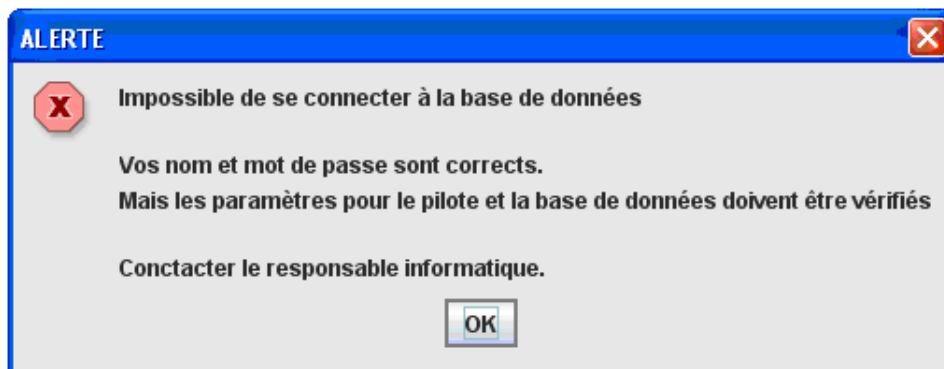 ALERTE
Impossible de se connecter à la base de données
Vos nom et mot de passe sont corrects.
Mais les paramètres pour le pilote et la base de données doivent être vérifiés
Conctacter le responsable informatique.
OK